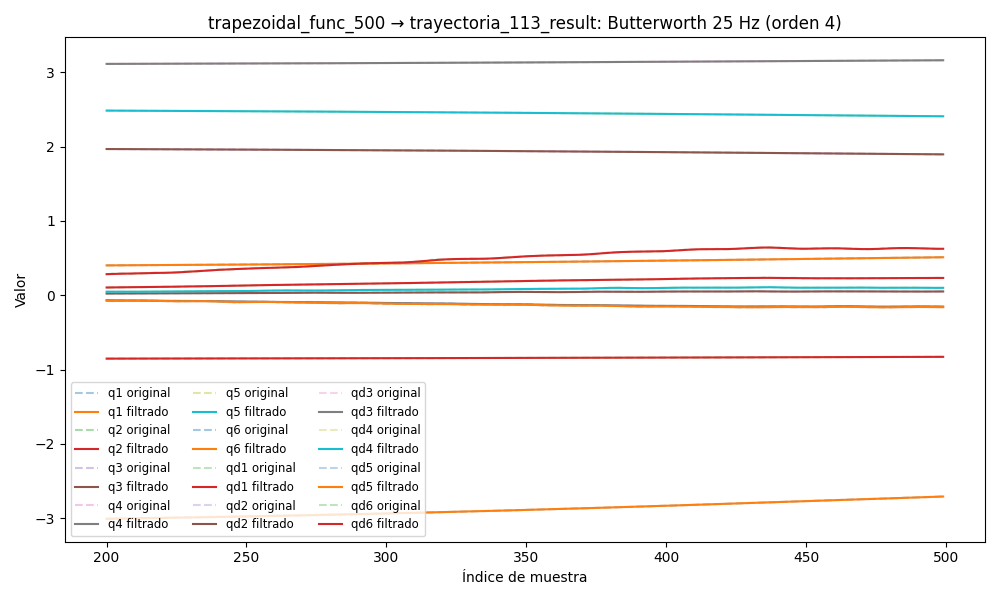 trapezoidal_func_500 → trayectoria_113_result: Butterworth 25 Hz (orden 4)
Valor
3
2
1
0
−1
−2
−3
q1 original
q1 filtrado
q2 original
q2 filtrado
q3 original
q3 filtrado
q4 original
q4 filtrado
q5 original
q5 filtrado
q6 original
q6 filtrado
qd1 original
qd1 filtrado
qd2 original
qd2 filtrado
qd3 original
qd3 filtrado
qd4 original
qd4 filtrado
qd5 original
qd5 filtrado
qd6 original
qd6 filtrado
200 250 300 350 400 450 500
Índice de muestra